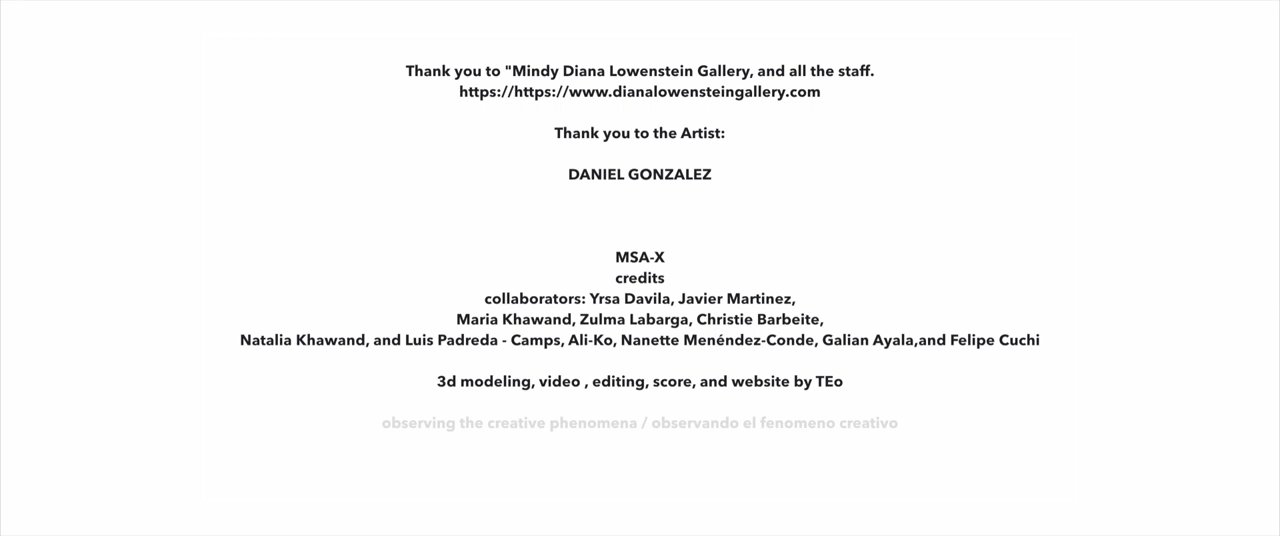 Thank you to "Mindy Diana Lowenstein Gallery, and all the staff.
https://https://www.dianalowensteingallery.com
Thank you to the Artist:
DANIEL GONZALEZ
MSA-X
credits
collaborators: Yrsa Davila, Javier Martinez,
Maria Khawand, Zulma Labarga, Christie Barbeite,
Natalia Khawand, and Luis Padreda - Camps, Ali-Ko, Nanette Menéndez-Conde, Galian Ayala,and Felipe Cuchi
3d modeling, video , editing, score, and website by TEo
observing the creative phenomena / observando el fenomeno creativo